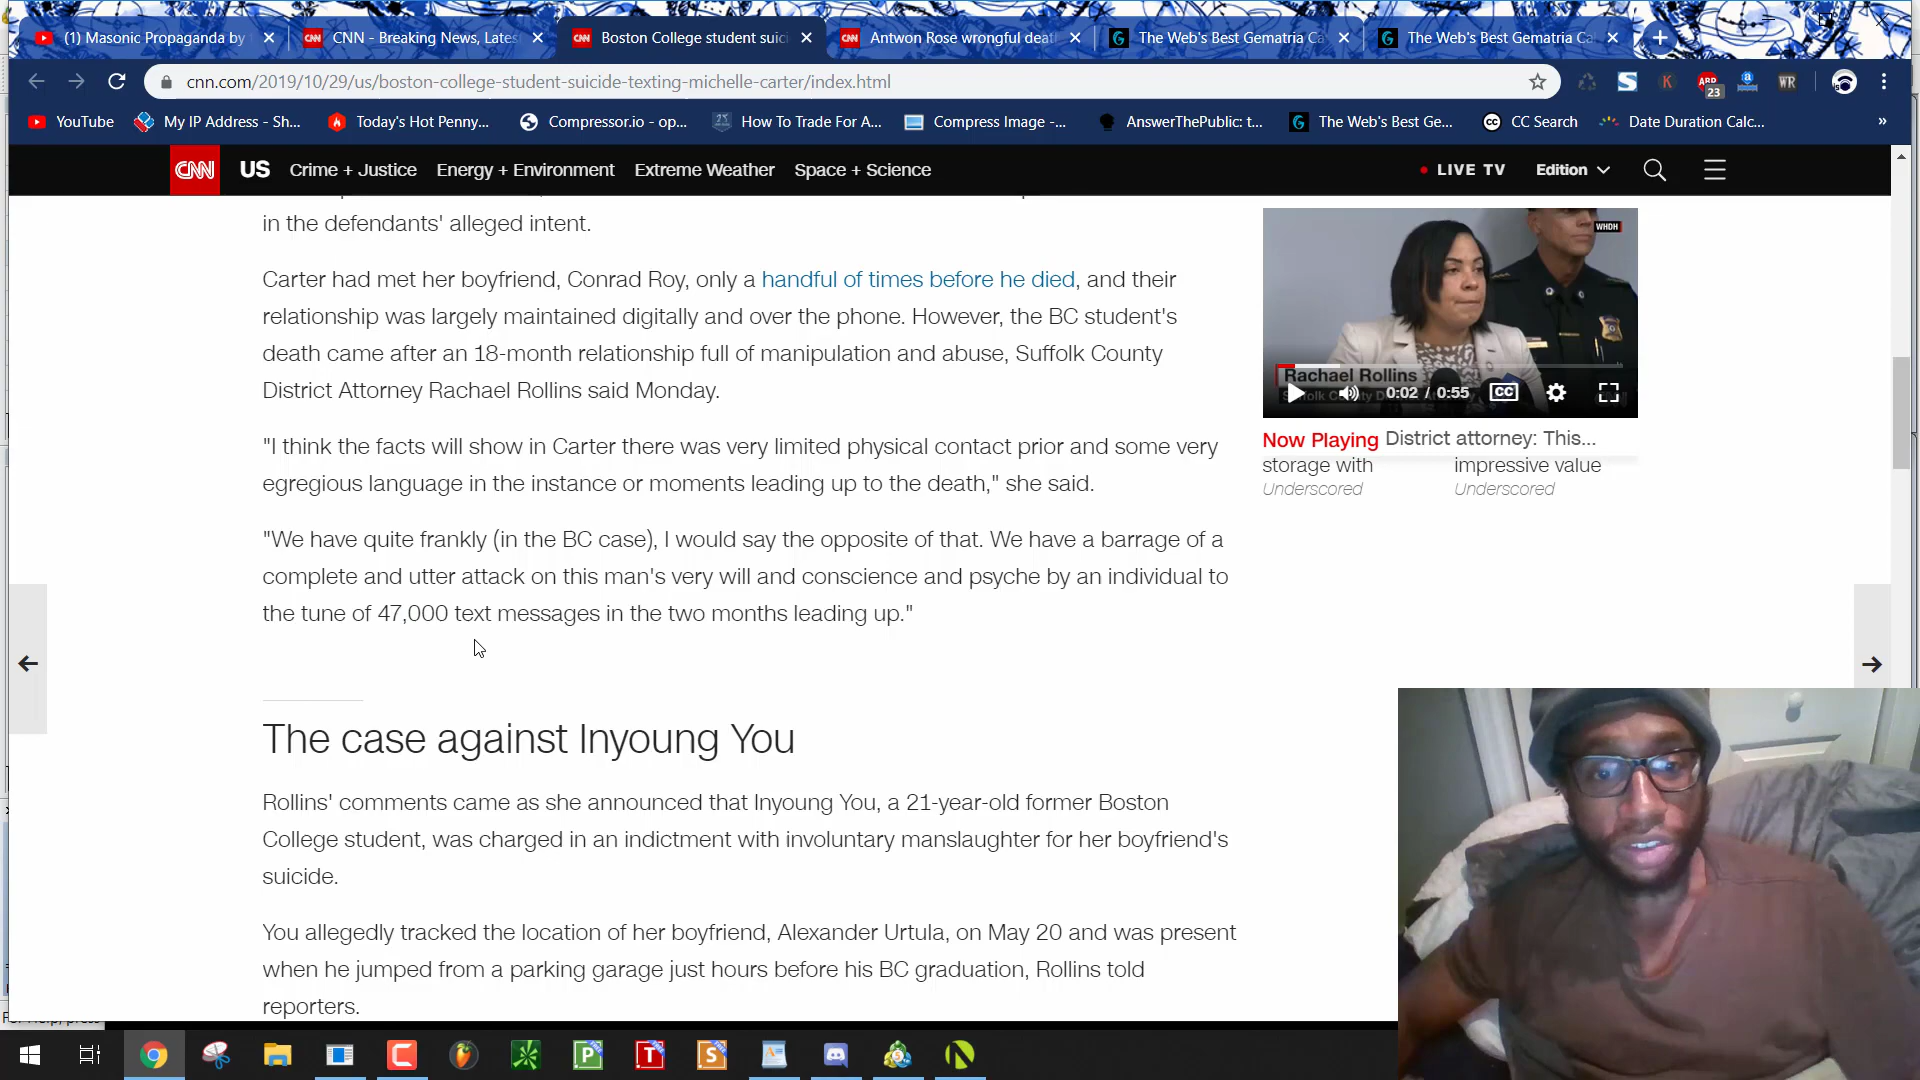 (1) Masonic Propaganda by
CNN - Breaking News, Lates
Boston College student suici
Antwon Rose wrongful deat
The Web's Best Gematria Ca
The Web's Best Gematria Ca
cnn.com/2019/10/29/us/boston-college-student-suicide-texting-michelle-carter/index.html
ABP
23
WR
YouTube
My IP Address - Sh...
Today's Hot Penny...
Compressor.io - op...
How To Trade For A...
Compress Image -...
AnswerThePublic: t...
The Web's Best Ge...
CC Search
Date Duration Calc...
»
CNN US Crime + Justice Energy + Environment Extreme Weather Space + Science
LIVE TV Edition
in the defendants' alleged intent.
Carter had met her boyfriend, Conrad Roy, only a handful of times before he died, and their
relationship was largely maintained digitally and over the phone. However, the BC student's
death came after an 18-month relationship full of manipulation and abuse, Suffolk County
District Attorney Rachael Rollins said Monday.
"I think the facts will show in Carter there was very limited physical contact prior and some very
egregious language in the instance or moments leading up to the death," she said.
"We have quite frankly (in the BC case), I would say the opposite of that. We have a barrage of a
complete and utter attack on this man's very will and conscience and psyche by an individual to
the tune of 47,000 text messages in the two months leading up."
The case against Inyoung You
Rollins' comments came as she announced that Inyoung You, a 21-year-old former Boston
College student, was charged in an indictment with involuntary manslaughter for her boyfriend's
suicide.
You allegedly tracked the location of her boyfriend, Alexander Urtula, on May 20 and was present
when he jumped from a parking garage just hours before his BC graduation, Rollins told
reporters.
WHDH
Rachael Rollins
0:02 / 0:55
CC
Now Playing District attorney: This...
storage with
Underscored
impressive value
Underscored
P
T
S